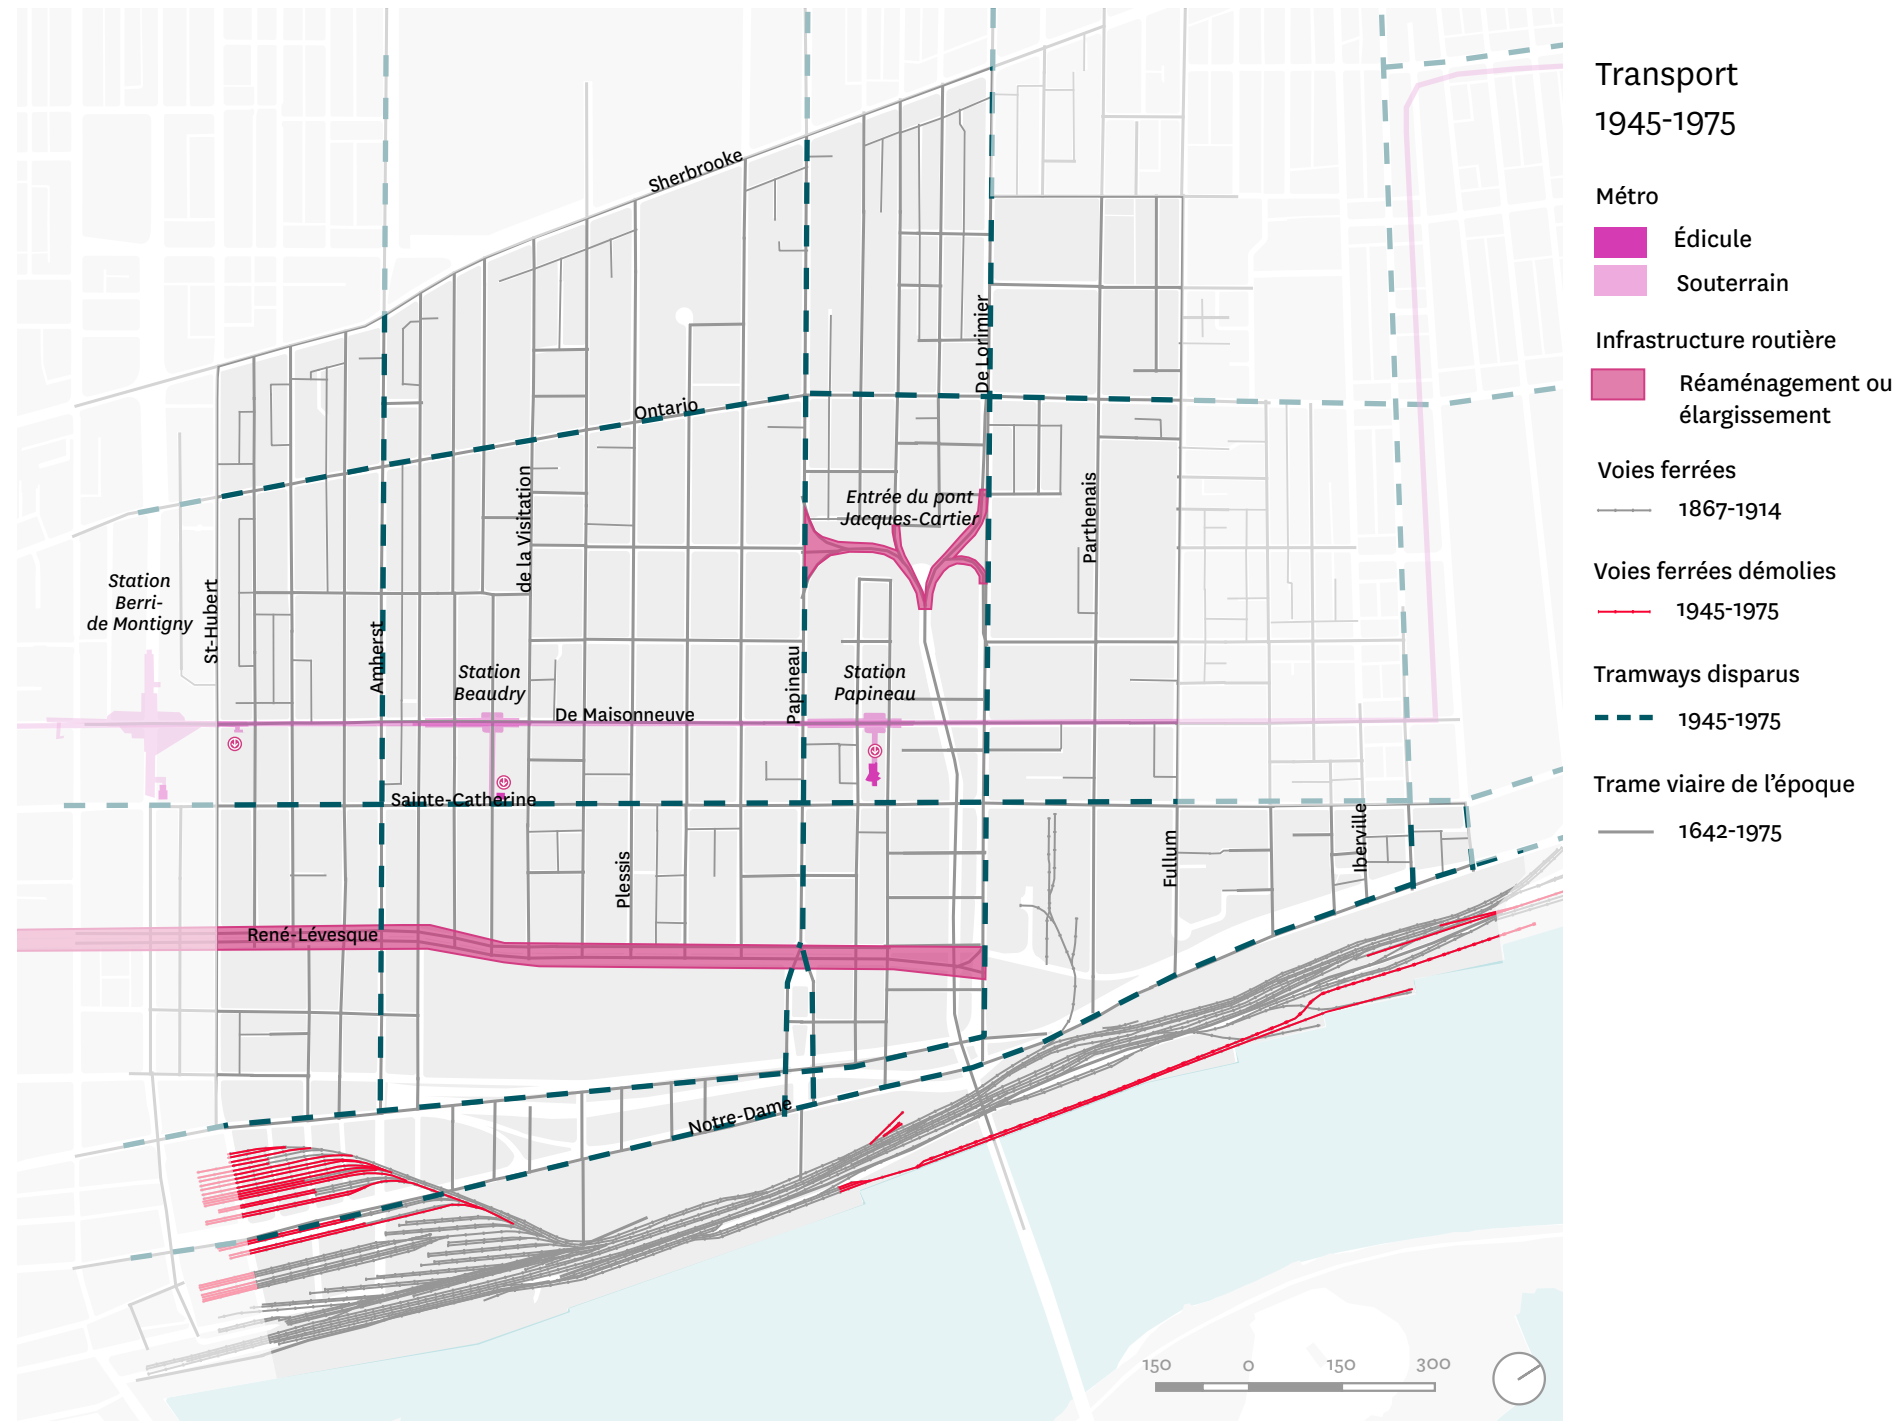 Transport
1945-1975
Métro
Édicule
Souterrain
Infrastructure routière
Réaménagement ou
élargissement
Voies ferrées
1867-1914
Voies ferrées démolies
1945-1975
Tramways disparus
1945-1975
Trame viaire de l'époque
1642-1975
Sherbrooke
De Lorimier
Ontario
de la Visitation
Parthenais
Entrée du pont
Jacques-Cartier
Station
Berri-
de Montigny
St-Hubert
Amherst
Station
Beaudry
De Maisonneuve
Papineau
Station
Papineau
Sainte-Catherine
Plessis
Fullum
Iberville
René-Lévesque
Notre-Dame
150 0 150 300